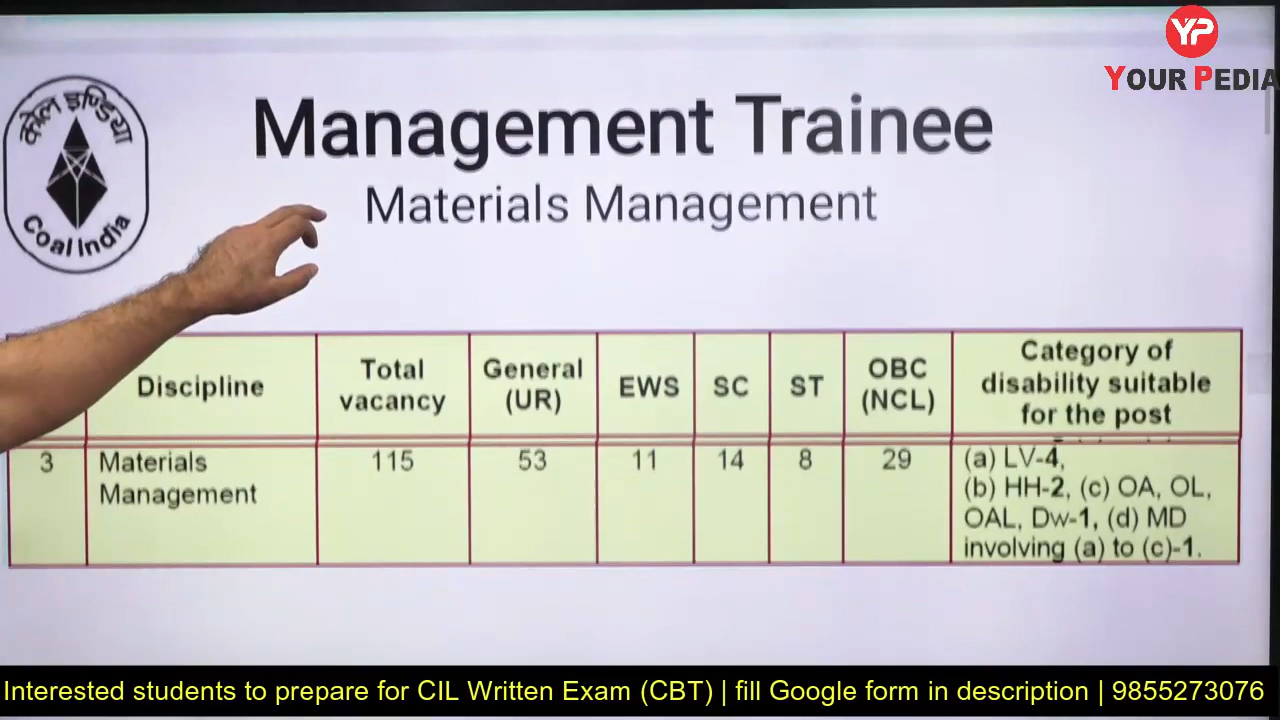 YP
YOUR PEDIA
कोल इण्डिया
Coal India
Management Trainee
Materials Management
Discipline
Total vacancy
General (UR)
EWS
SC
ST
OBC (NCL)
Category of disability suitable for the post
3
Materials Management
115
53
11
14
8
29
(a) LV-4,
(b) HH-2, (c) OA, OL,
OAL, Dw-1, (d) MD
involving (a) to (c)-1.
Interested students to prepare for CIL Written Exam (CBT) | fill Google form in description | 9855273076